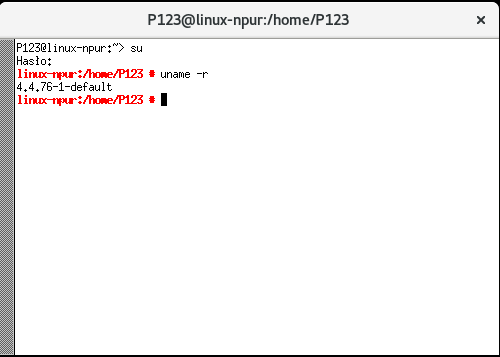 P123@linux-npur:/home/P123
P123@linux-npur:~> su
Hasło:
linux-npur:/home/P123 # uname -r
4.4.76-1-default
linux-npur:/home/P123 #